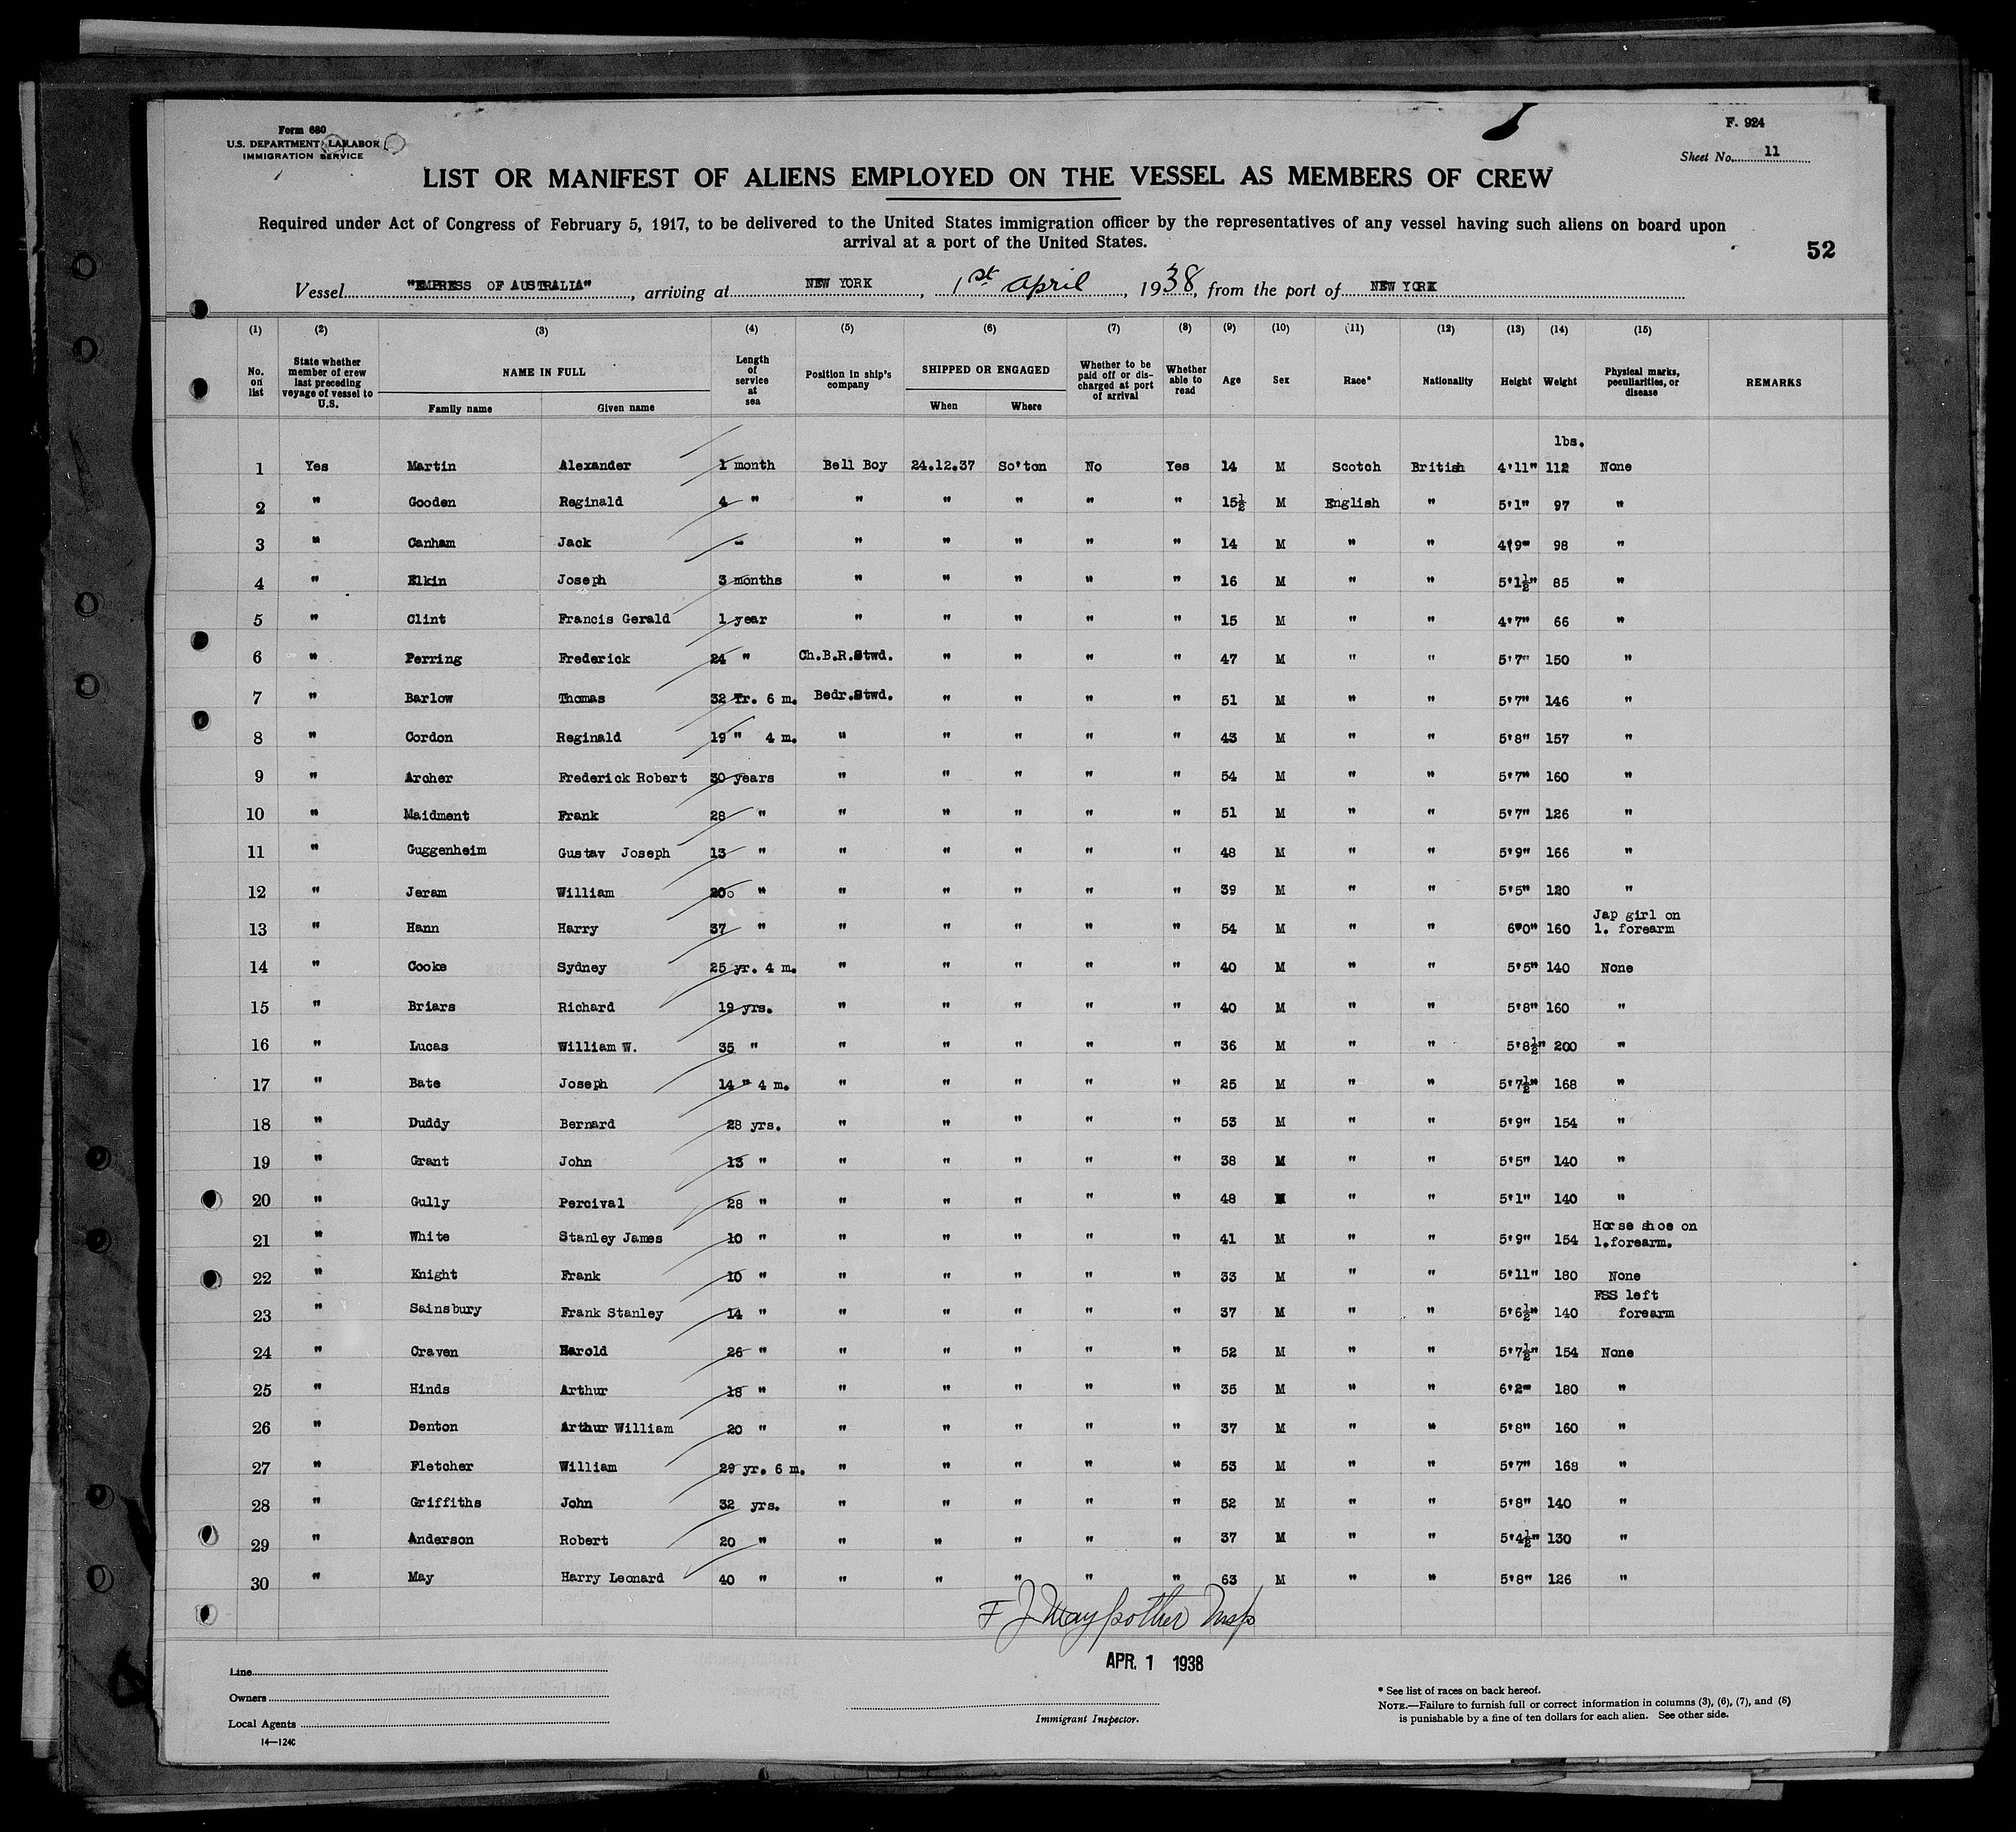 Form 680
U.S. DEPARTMENT LABOR
IMMIGRATION SERVICE
F. 924
Sheet No. 11
LIST OR MANIFEST OF ALIENS EMPLOYED ON THE VESSEL AS MEMBERS OF CREW
Required under Act of Congress of February 5, 1917, to be delivered to the United States immigration officer by the representatives of any vessel having such aliens on board upon
arrival at a port of the United States.
52
Vessel "EMPRESS OF AUSTRALIA", arriving at NEW YORK, 1st April, 1938, from the port of NEW YORK
(1) (2) (3) (4) (5) (6) (7) (8) (9) (10) (11) (12) (13) (14) (15)
No. on list | State whether member of crew last preceding voyage of vessel to U.S. | NAME IN FULL | Family name | Given name | Length of service at sea | Position in ship's company | SHIPPED OR ENGAGED | When | Where | Whether to be paid off or discharged at port of arrival | Whether able to read | Age | Sex | Race* | Nationality | Height | Weight | Physical marks, peculiarities, or disease | REMARKS
lbs.
1 Yes Martin Alexander 1 month Bell Boy 24.12.37 So'ton No Yes 14 M Scotch British 4'11" 112 None
2 " Gooden Reginald 4 " " " " " " 15½ M English " 5'1" 97 "
3 " Canham Jack - " " " " " 14 M " " 4'9" 98 "
4 " Elkin Joseph 3 months " " " " " 16 M " " 5'1½" 85 "
5 " Clint Francis Gerald 1 year " " " " " 15 M " " 4'7" 66 "
6 " Perring Frederick 24 " Ch.B.R.Stwd. " " " " 47 M " " 5'7" 150 "
7 " Barlow Thomas 32 Yr. 6 m. Bedr.Stwd. " " " " 51 M " " 5'7" 146 "
8 " Cordon Reginald 19 " 4 m. " " " " " 43 M " " 5'8" 157 "
9 " Archer Frederick Robert 30 years " " " " " 54 M " " 5'7" 160 "
10 " Maidment Frank 28 " " " " " " 51 M " " 5'7" 126 "
11 " Guggenheim Gustav Joseph 13 " " " " " " 48 M " " 5'9" 166 "
12 " Jeram William 20 " " " " " " 39 M " " 5'5" 120 "
13 " Hann Harry 37 " " " " " " 54 M " " 6'0" 160 Jap girl on l. forearm
14 " Cooke Sydney 25 yr. 4 m. " " " " " 40 M " " 5'5" 140 None
15 " Briars Richard 19 yrs. " " " " " 40 M " " 5'8" 160 "
16 " Lucas William W. 35 " " " " " " 36 M " " 5'8½" 200 "
17 " Bate Joseph 14 " 4 m. " " " " " 25 M " " 5'7½" 168 "
18 " Duddy Bernard 28 yrs. " " " " " 53 M " " 5'9" 154 "
19 " Grant John 13 " " " " " " 38 M " " 5'5" 140 "
20 " Gully Percival 28 " " " " " " 48 M " " 5'1" 140 "
21 " White Stanley James 10 " " " " " " 41 M " " 5'9" 154 Horse shoe on l.forearm.
22 " Knight Frank 10 " " " " " " 33 M " " 5'11" 180 None
23 " Sainsbury Frank Stanley 14 " " " " " " 37 M " " 5'6½" 140 FSS left forearm
24 " Craven Harold 26 " " " " " " 52 M " " 5'7½" 154 None
25 " Hinds Arthur 18 " " " " " " 35 M " " 6'2" 180 "
26 " Denton Arthur William 20 " " " " " " 37 M " " 5'8" 160 "
27 " Fletcher William 29 yr. 6 m. " " " " " 53 M " " 5'7" 168 "
28 " Griffiths John 32 yrs. " " " " " 52 M " " 5'8" 140 "
29 " Anderson Robert 20 " " " " " " 37 M " " 5'4½" 130 "
30 " May Harry Leonard 40 " " " " " " 63 M " " 5'8" 126 "
F J Maypother Insp
APR. 1 1938
Line
Owners
Local Agents
14—124C
Immigrant Inspector.
* See list of races on back hereof.
NOTE.—Failure to furnish full or correct information in columns (3), (6), (7), and (8)
is punishable by a fine of ten dollars for each alien. See other side.